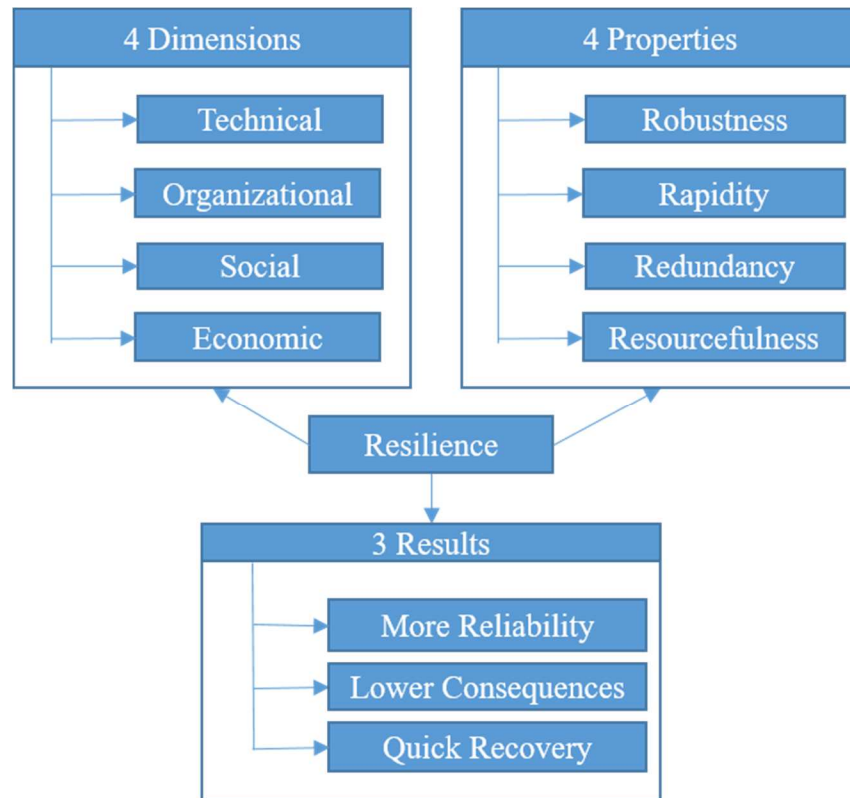 4 Dimensions
Technical
Organizational
Social
Economic
4 Properties
Robustness
Rapidity
Redundancy
Resourcefulness
Resilience
3 Results
More Reliability
Lower Consequences
Quick Recovery